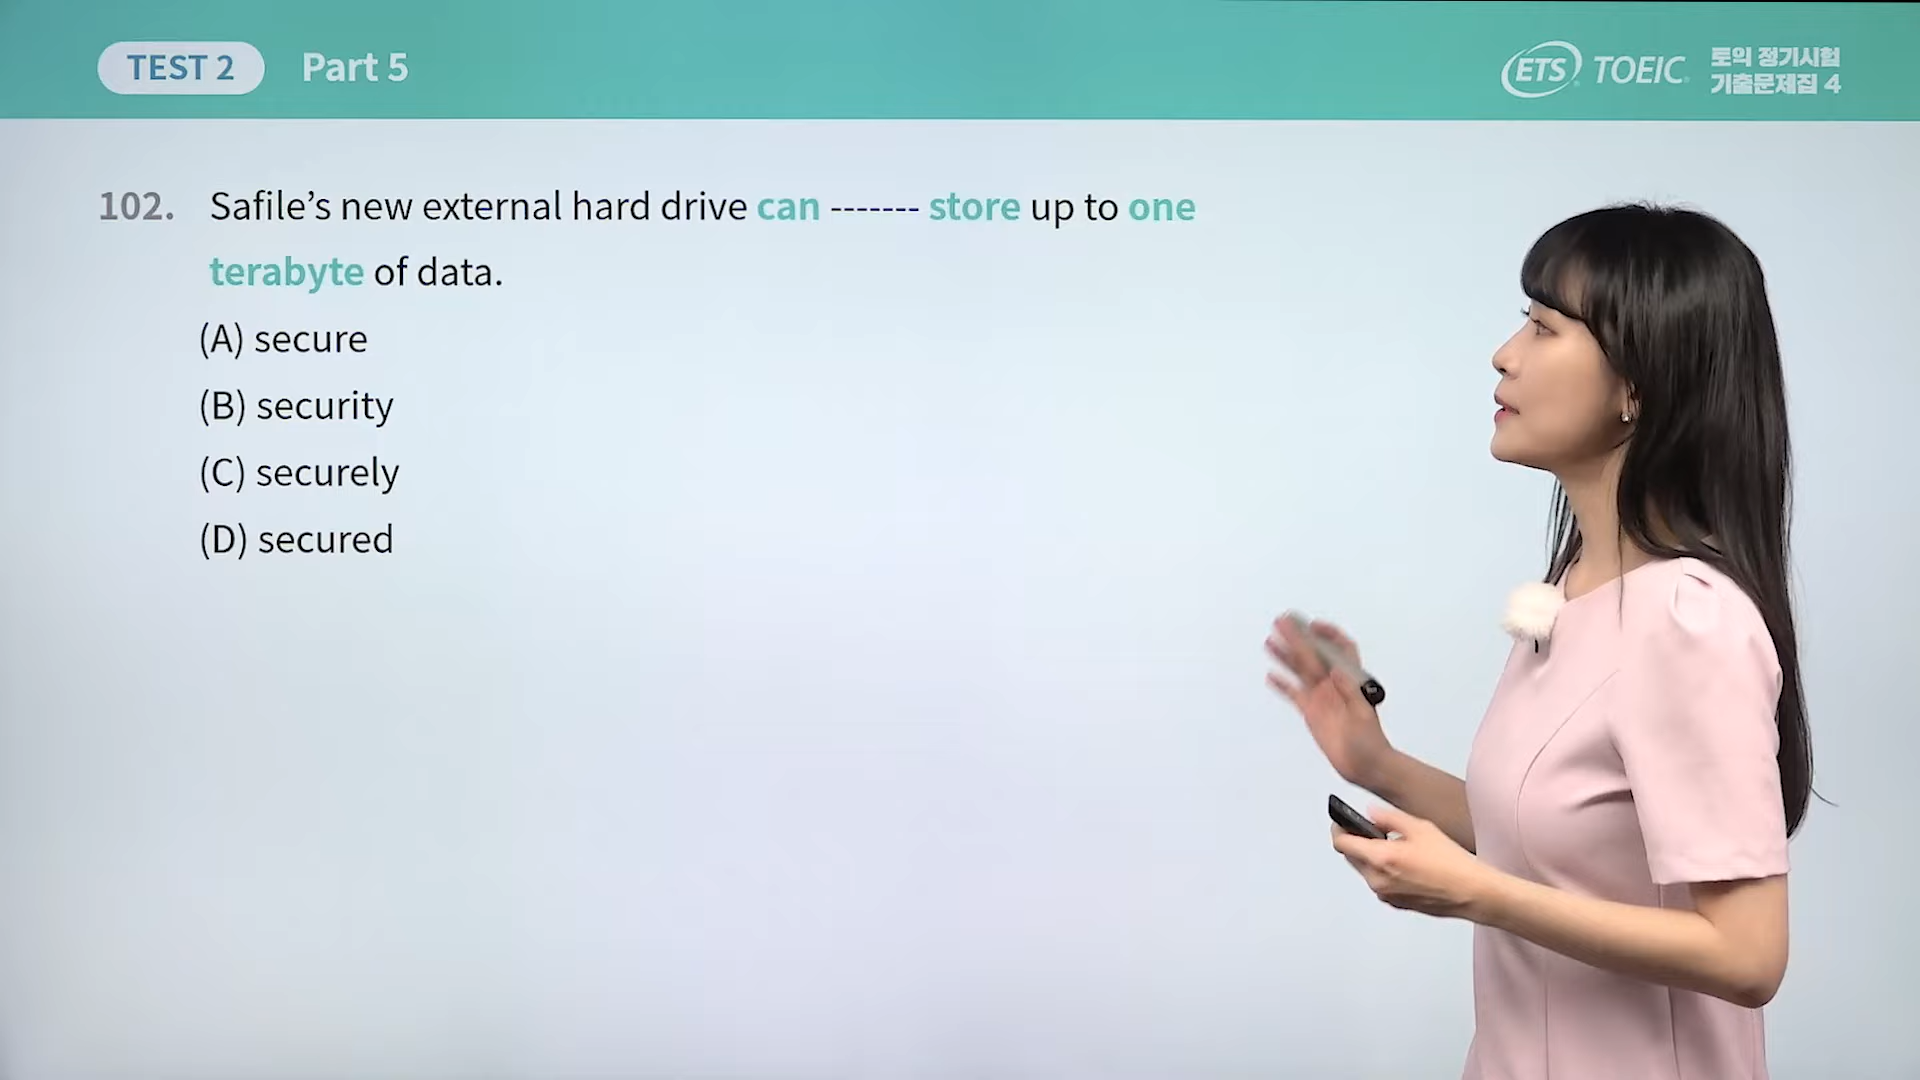 TEST 2 Part 5
ETS TOEIC 토익 정기시험
기출문제집 4
102. Safile’s new external hard drive can ------- store up to one
terabyte of data.
(A) secure
(B) security
(C) securely
(D) secured